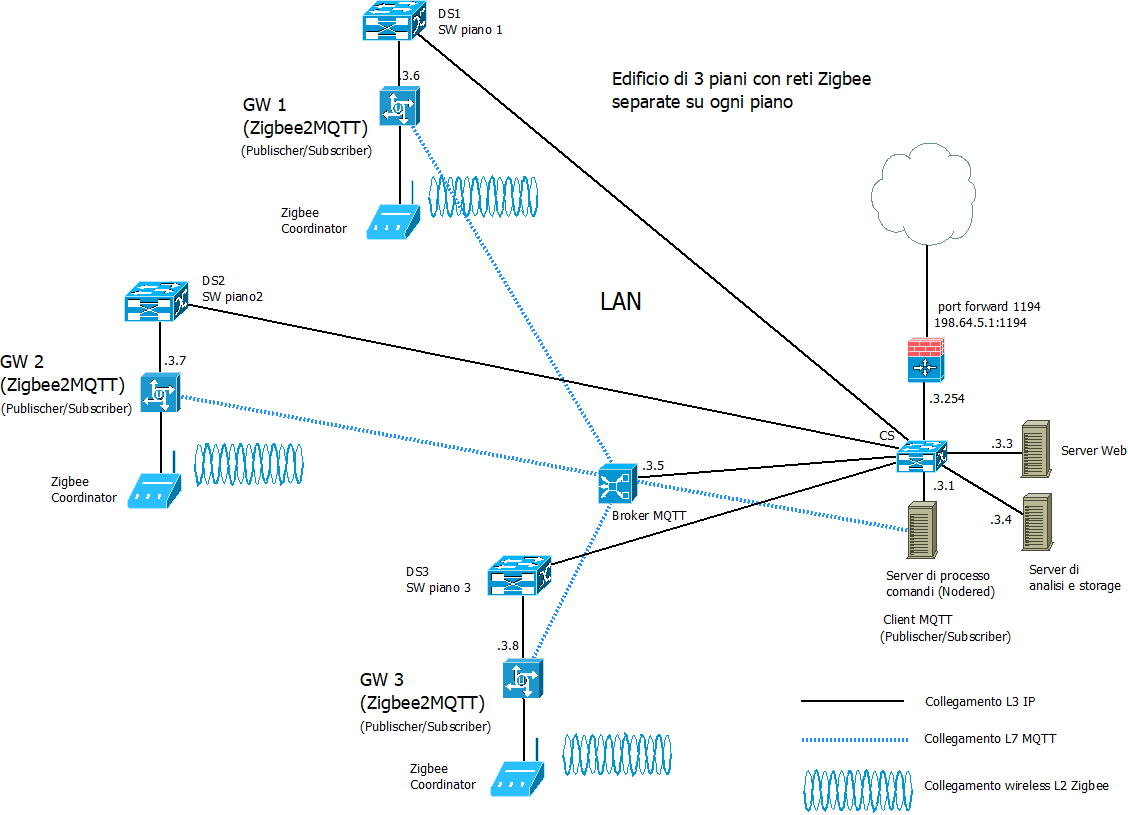 DS1
SW piano 1
.3.6
GW 1
(Zigbee2MQTT)
(Publischer/Subscriber)
Zigbee
Coordinator
Edificio di 3 piani con reti Zigbee
separate su ogni piano
DS2
SW piano2
LAN
port forward 1194
198.64.5.1:1194
.3.7
GW 2
(Zigbee2MQTT)
(Publischer/Subscriber)
Zigbee
Coordinator
.3.254
CS
.3.3
Server Web
.3.5
Broker MQTT
.3.1
.3.4
Server di processo
comandi (Nodered)
Client MQTT
(Publischer/Subscriber)
Server di
analisi e storage
DS3
SW piano 3
.3.8
GW 3
(Zigbee2MQTT)
(Publischer/Subscriber)
Zigbee
Coordinator
Collegamento L3 IP
Collegamento L7 MQTT
Collegamento wireless L2 Zigbee